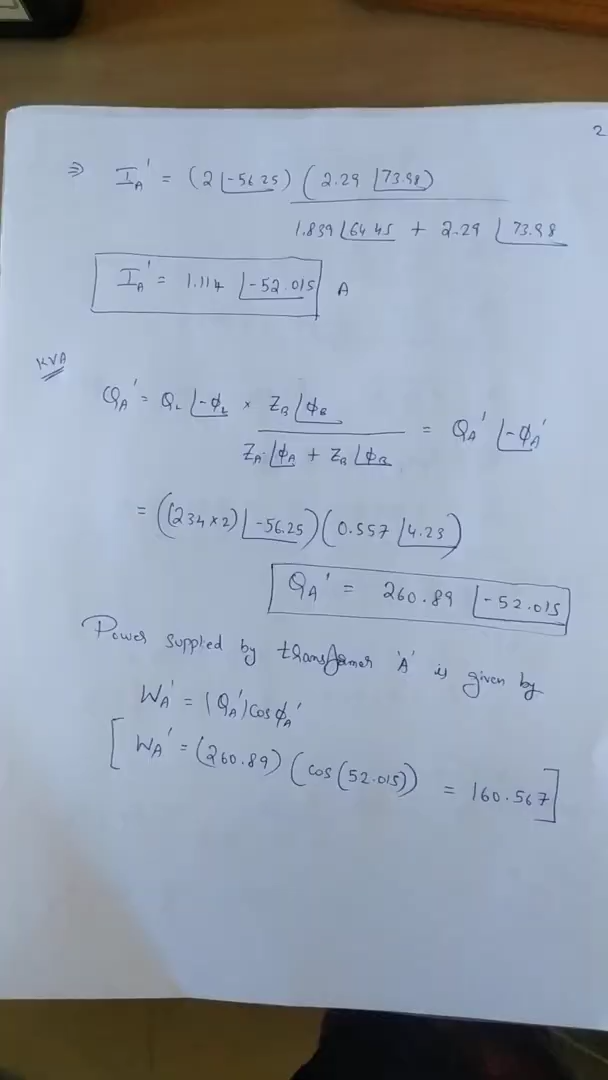 2
⇒ I_A' = (2 ∠-56.25) (2.29 ∠73.98)
1.839 ∠64.45 + 2.29 ∠73.98
I_A' = 1.114 ∠-52.015 A
KVA
Q_A' = Q_L ∠-ϕ_L × Z_B ∠ϕ_B = Q_A' ∠-ϕ_A'
Z_A ∠ϕ_A + Z_B ∠ϕ_B
= ((234×2) ∠-56.25) (0.557 ∠4.23)
Q_A' = 260.89 ∠-52.015
Power supplied by transformer 'A' is given by
W_A' = (Q_A') cos ϕ_A'
[ W_A' = (260.89) (cos (52.015)) = 160.567 ]